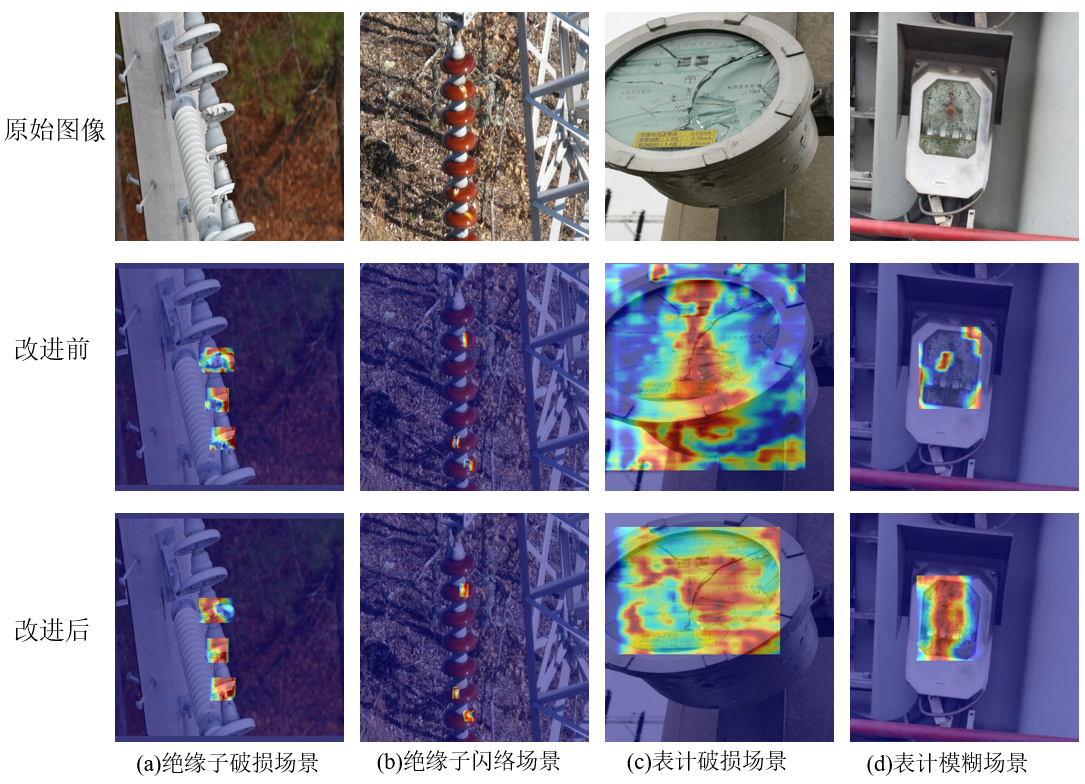 原始图像
改进前
改进后
(a)绝缘子破损场景
(b)绝缘子闪络场景
(c)表计破损场景
(d)表计模糊场景